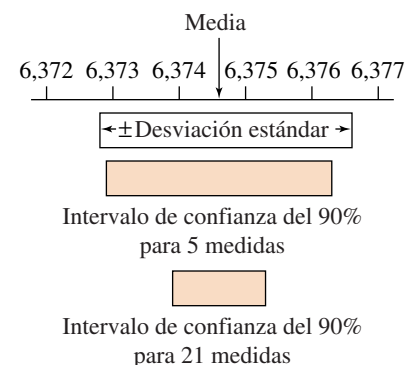 Media
6,372 6,373 6,374 6,375 6,376 6,377
±Desviación estándar
Intervalo de confianza del 90%
para 5 medidas
Intervalo de confianza del 90%
para 21 medidas